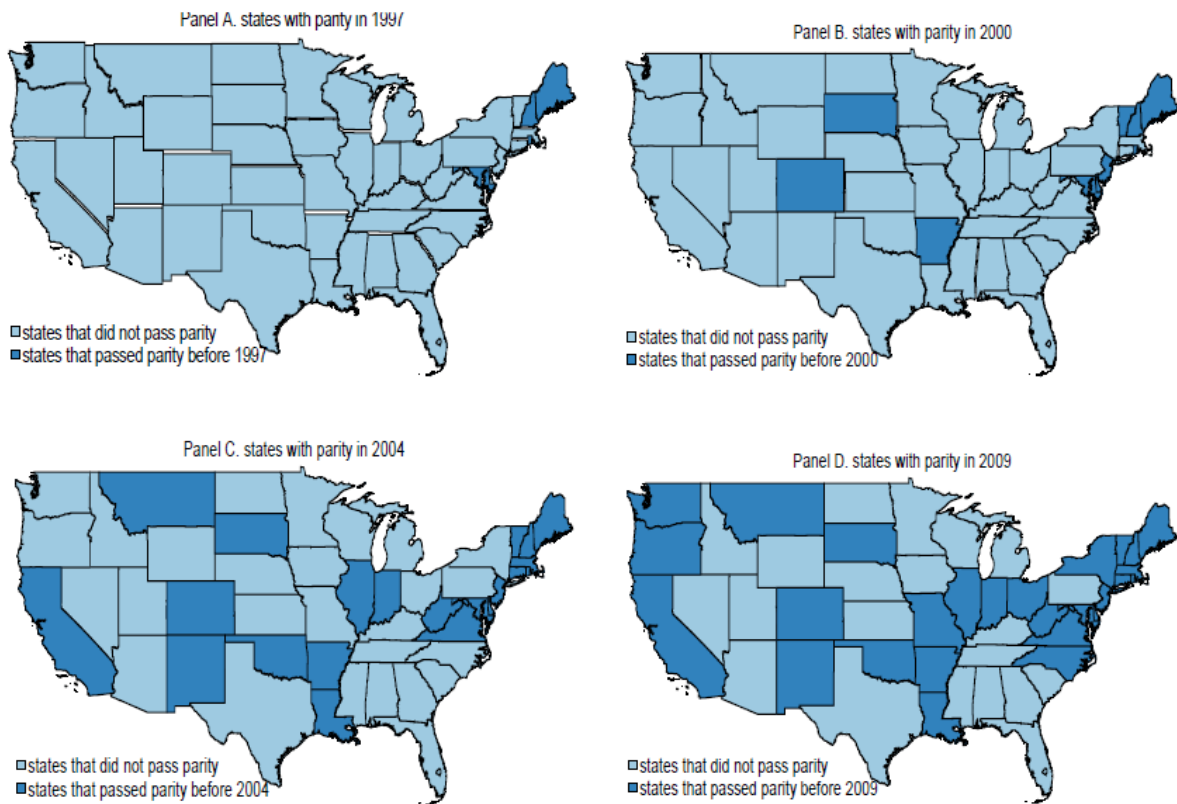 Panel A. states with parity in 1997
states that did not pass parity
states that passed parity before 1997
Panel B. states with parity in 2000
states that did not pass parity
states that passed parity before 2000
Panel C. states with parity in 2004
states that did not pass parity
states that passed parity before 2004
Panel D. states with parity in 2009
states that did not pass parity
states that passed parity before 2009